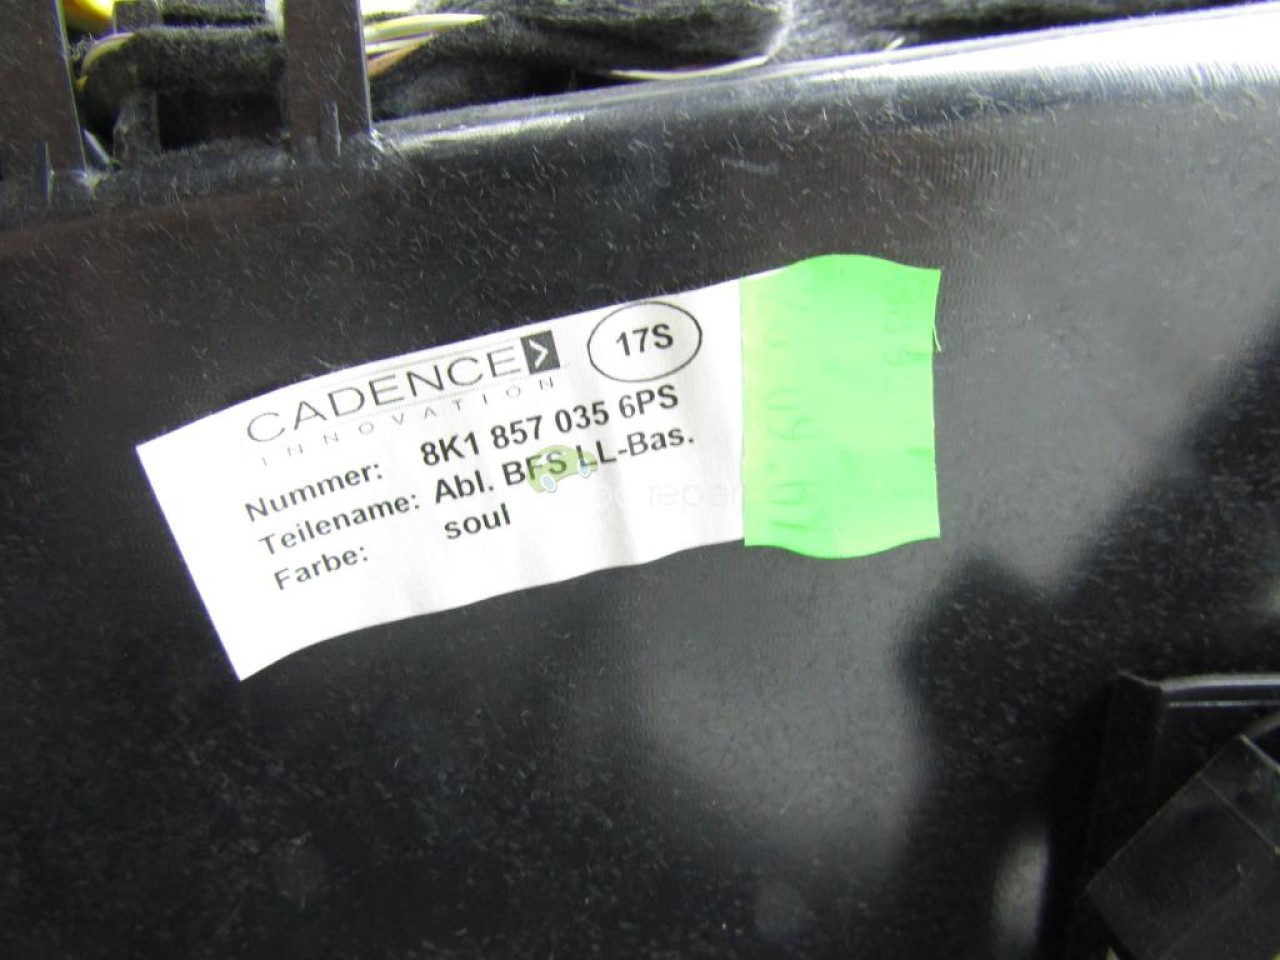 CADENCE
INNOVATION
17S
Nummer: 8K1 857 035 6PS
Teilename: Abl. BFS LL-Bas.
Farbe: soul